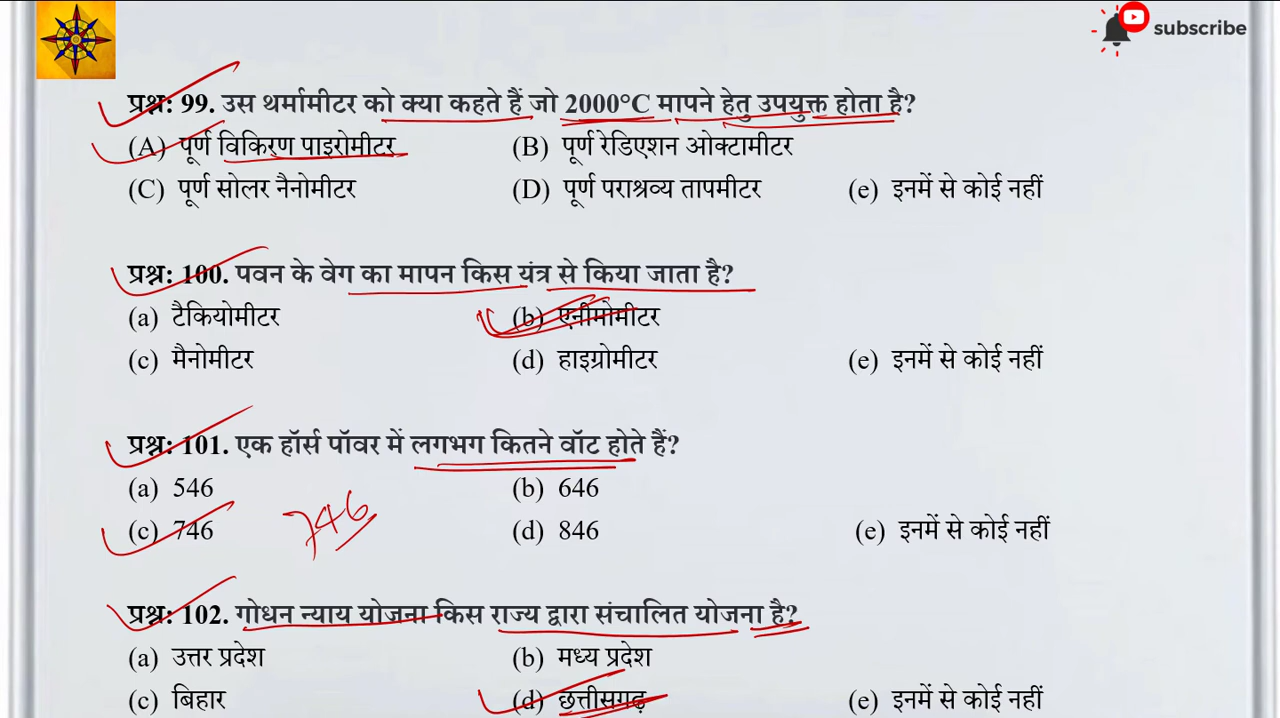 subscribe
प्रश्न: 99. उस थर्मामीटर को क्या कहते हैं जो 2000°C मापने हेतु उपयुक्त होता है?
(A) पूर्ण विकिरण पाइरोमीटर (B) पूर्ण रेडिएशन ओक्टामीटर
(C) पूर्ण सोलर नैनोमीटर (D) पूर्ण पराश्रव्य तापमीटर (e) इनमें से कोई नहीं
प्रश्न: 100. पवन के वेग का मापन किस यंत्र से किया जाता है?
(a) टैकियोमीटर (b) एनीमोमीटर
(c) मैनोमीटर (d) हाइग्रोमीटर (e) इनमें से कोई नहीं
प्रश्न: 101. एक हॉर्स पॉवर में लगभग कितने वॉट होते हैं?
(a) 546 (b) 646
(c) 746 746 (d) 846 (e) इनमें से कोई नहीं
प्रश्न: 102. गोधन न्याय योजना किस राज्य द्वारा संचालित योजना है?
(a) उत्तर प्रदेश (b) मध्य प्रदेश
(c) बिहार (d) छत्तीसगढ़ (e) इनमें से कोई नहीं